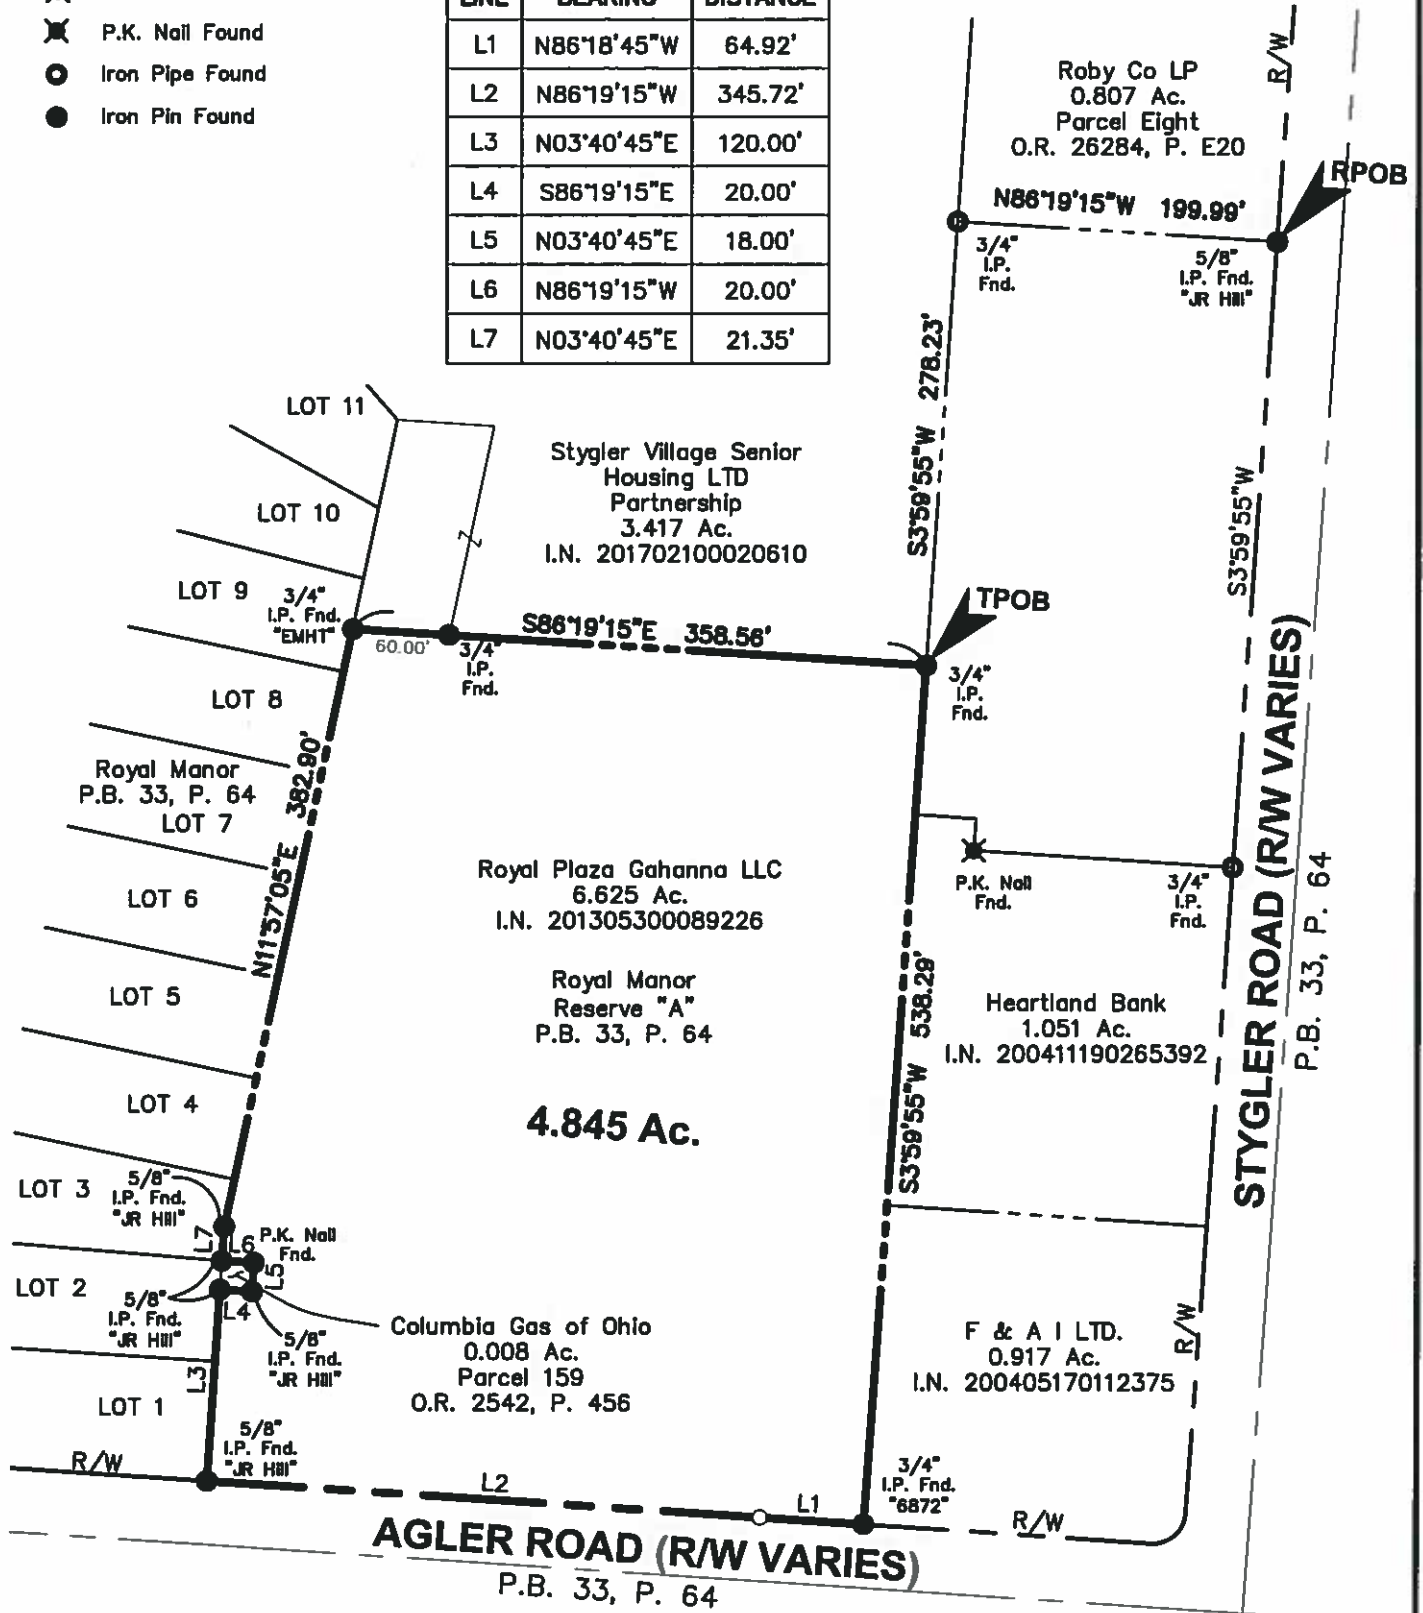 P.K. Nail Found
Iron Pipe Found
Iron Pin Found
LINE BEARING DISTANCE
L1 N86°18'45"W 64.92'
L2 N86°19'15"W 345.72'
L3 N03°40'45"E 120.00'
L4 S86°19'15"E 20.00'
L5 N03°40'45"E 18.00'
L6 N86°19'15"W 20.00'
L7 N03°40'45"E 21.35'
Roby Co LP
0.807 Ac.
Parcel Eight
O.R. 26284, P. E20
R/W
RPOB
N86°19'15"W 199.99'
3/4"
I.P.
Fnd.
5/8"
I.P. Fnd.
"JR Hill"
S3°59'55"W 278.23'
S3°59'55"W
LOT 11
LOT 10
LOT 9
Stygler Village Senior
Housing LTD
Partnership
3.417 Ac.
I.N. 201702100020610
3/4"
I.P. Fnd.
"EMHT"
60.00'
3/4"
I.P.
Fnd.
S86°19'15"E 358.56'
TPOB
3/4"
I.P.
Fnd.
LOT 8
Royal Manor
P.B. 33, P. 64
LOT 7
LOT 6
LOT 5
LOT 4
LOT 3
LOT 2
LOT 1
N11°57'05"E 382.90'
Royal Plaza Gahanna LLC
6.625 Ac.
I.N. 201305300089226
Royal Manor
Reserve "A"
P.B. 33, P. 64
4.845 Ac.
S3°59'55"W 538.29'
P.K. Nail
Fnd.
3/4"
I.P.
Fnd.
Heartland Bank
1.051 Ac.
I.N. 200411190265392
STYGLER ROAD (R/W VARIES)
P.B. 33, P. 64
5/8"
I.P. Fnd.
"JR Hill"
L7
L6
P.K. Nail
Fnd.
L5
L4
5/8"
I.P. Fnd.
"JR Hill"
5/8"
I.P. Fnd.
"JR Hill"
L3
Columbia Gas of Ohio
0.008 Ac.
Parcel 159
O.R. 2542, P. 456
F & A I LTD.
0.917 Ac.
I.N. 200405170112375
R/W
5/8"
I.P. Fnd.
"JR Hill"
R/W
L2
L1
3/4"
I.P. Fnd.
"6872"
R/W
AGLER ROAD (R/W VARIES)
P.B. 33, P. 64